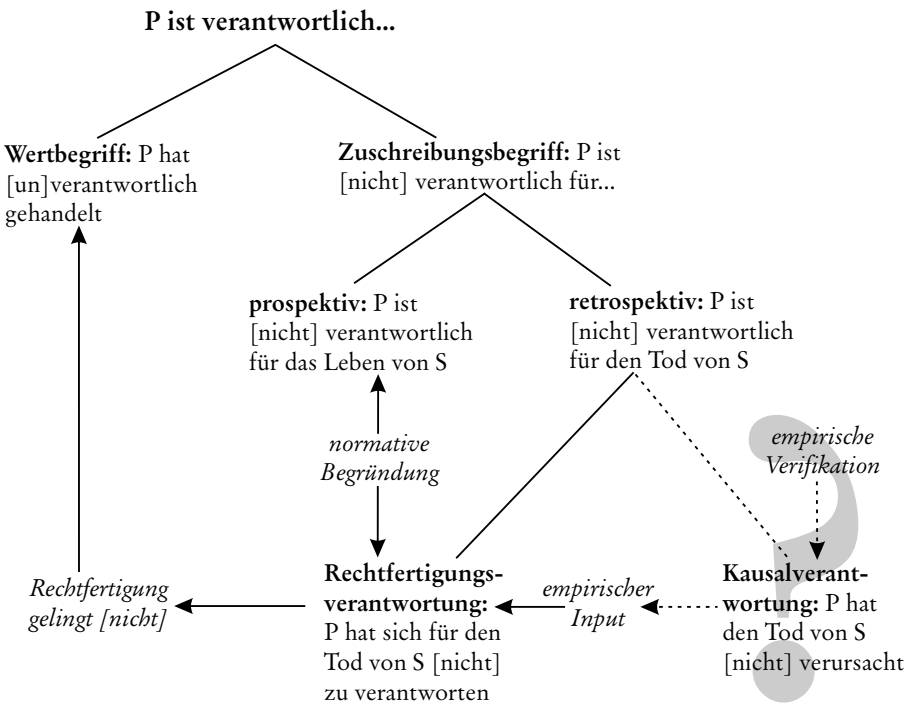 P ist verantwortlich...
Wertbegriff: P hat
[un]verantwortlich
gehandelt
Zuschreibungsbegriff: P ist
[nicht] verantwortlich für...
prospektiv: P ist
[nicht] verantwortlich
für das Leben von S
retrospektiv: P ist
[nicht] verantwortlich
für den Tod von S
normative
Begründung
empirische
Verifikation
Rechtfertigung
gelingt [nicht]
Rechtfertigungs-
verantwortung:
P hat sich für den
Tod von S [nicht]
zu verantworten
empirischer
Input
Kausalverant-
wortung: P hat
den Tod von S
[nicht] verursacht
?